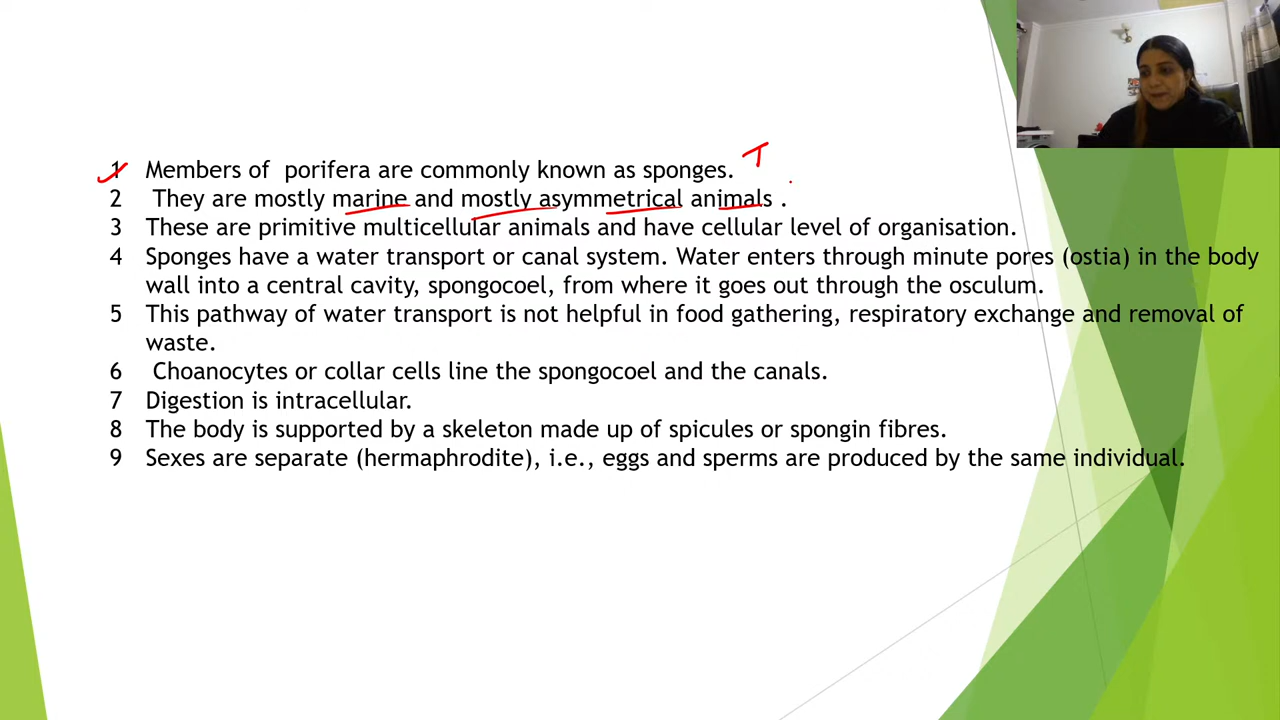 1 Members of porifera are commonly known as sponges. T
2 They are mostly marine and mostly asymmetrical animals .
3 These are primitive multicellular animals and have cellular level of organisation.
4 Sponges have a water transport or canal system. Water enters through minute pores (ostia) in the body
wall into a central cavity, spongocoel, from where it goes out through the osculum.
5 This pathway of water transport is not helpful in food gathering, respiratory exchange and removal of
waste.
6 Choanocytes or collar cells line the spongocoel and the canals.
7 Digestion is intracellular.
8 The body is supported by a skeleton made up of spicules or spongin fibres.
9 Sexes are separate (hermaphrodite), i.e., eggs and sperms are produced by the same individual.